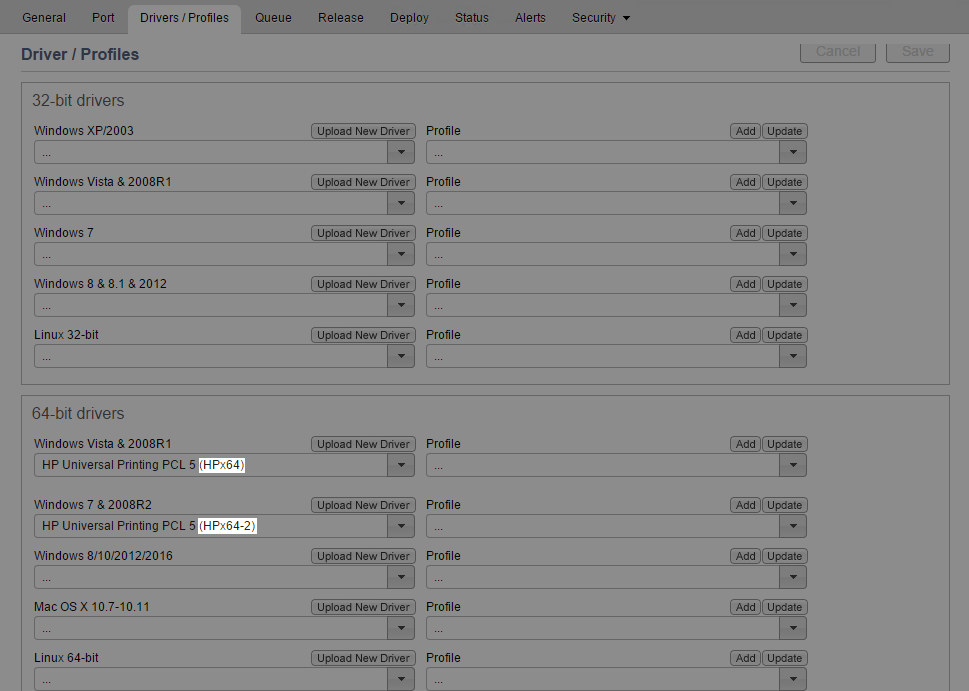 General Port Drivers / Profiles Queue Release Deploy Status Alerts Security
Driver / Profiles Cancel Save
32-bit drivers
Windows XP/2003 Upload New Driver Profile Add Update
... ...
Windows Vista & 2008R1 Upload New Driver Profile Add Update
... ...
Windows 7 Upload New Driver Profile Add Update
... ...
Windows 8 & 8.1 & 2012 Upload New Driver Profile Add Update
... ...
Linux 32-bit Upload New Driver Profile Add Update
... ...
64-bit drivers
Windows Vista & 2008R1 Upload New Driver Profile Add Update
HP Universal Printing PCL 5 (HPx64) ...
Windows 7 & 2008R2 Upload New Driver Profile Add Update
HP Universal Printing PCL 5 (HPx64-2) ...
Windows 8/10/2012/2016 Upload New Driver Profile Add Update
... ...
Mac OS X 10.7-10.11 Upload New Driver Profile Add Update
... ...
Linux 64-bit Upload New Driver Profile Add Update
... ...